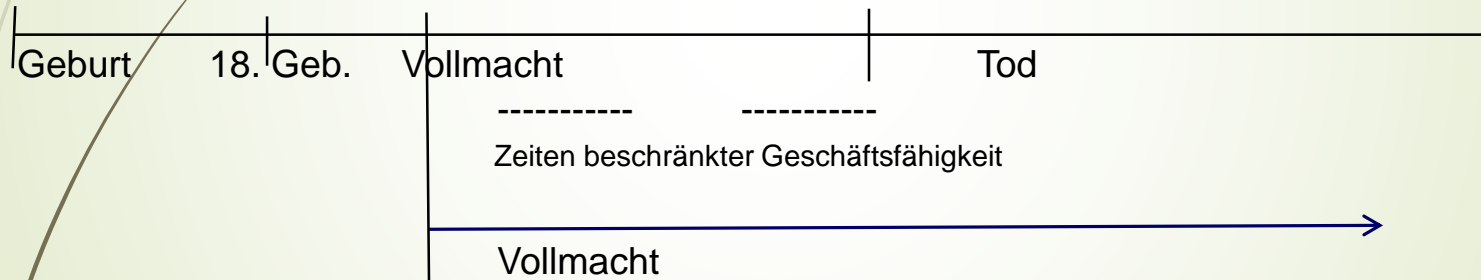 Geburt 18. Geb. Vollmacht Tod
----------- -----------
Zeiten beschränkter Geschäftsfähigkeit
Vollmacht